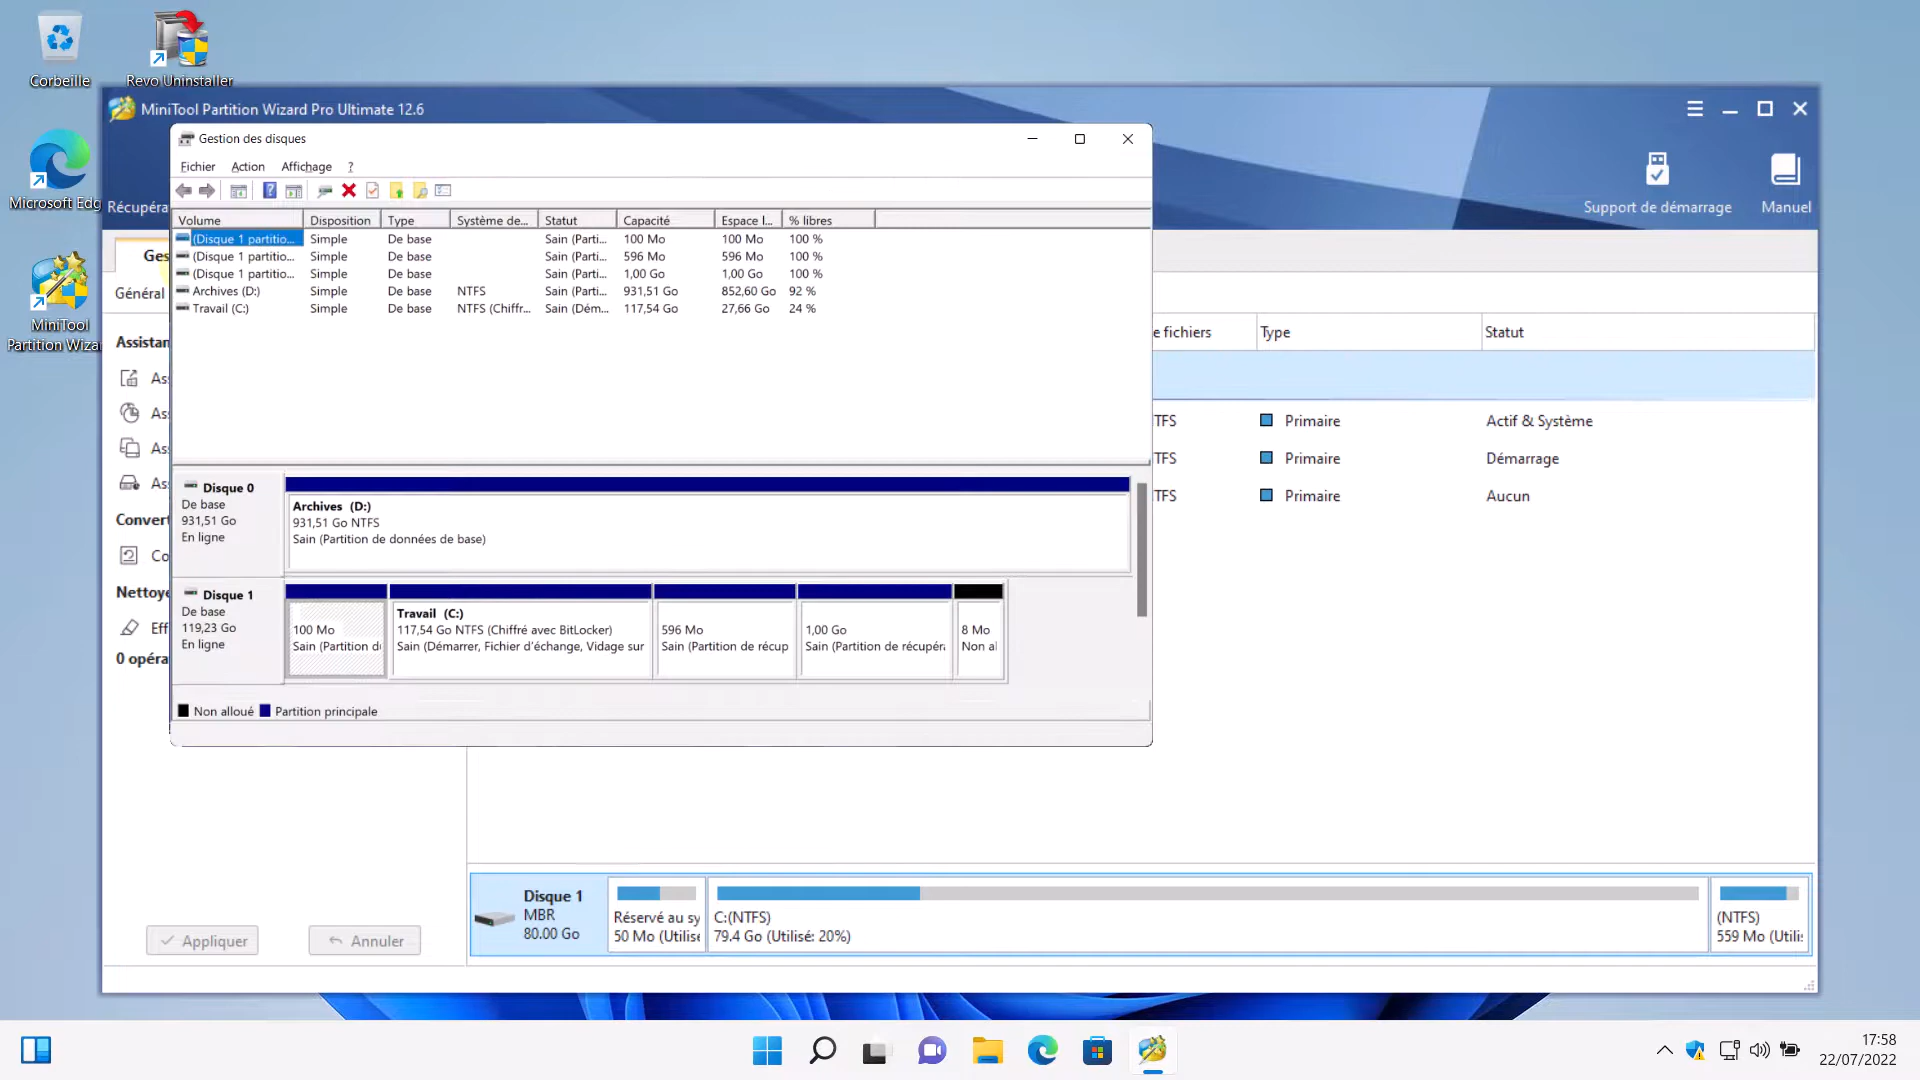 Corbeille
Revo Uninstaller
Microsoft Edg
MiniTool
Partition Wiza
MiniTool Partition Wizard Pro Ultimate 12.6
Récupéra
Support de démarrage
Manuel
Gestion des disques
Fichier Action Affichage ?
Volume Disposition Type Système de... Statut Capacité Espace l... % libres
(Disque 1 partitio... Simple De base Sain (Parti... 100 Mo 100 Mo 100 %
(Disque 1 partitio... Simple De base Sain (Parti... 596 Mo 596 Mo 100 %
(Disque 1 partitio... Simple De base Sain (Parti... 1,00 Go 1,00 Go 100 %
Archives (D:) Simple De base NTFS Sain (Parti... 931,51 Go 852,60 Go 92 %
Travail (C:) Simple De base NTFS (Chiffr... Sain (Dém... 117,54 Go 27,66 Go 24 %
Disque 0
De base
931,51 Go
En ligne
Archives (D:)
931,51 Go NTFS
Sain (Partition de données de base)
Disque 1
De base
119,23 Go
En ligne
100 Mo
Sain (Partition d
Travail (C:)
117,54 Go NTFS (Chiffré avec BitLocker)
Sain (Démarrer, Fichier d'échange, Vidage sur
596 Mo
Sain (Partition de récup
1,00 Go
Sain (Partition de récupéra
8 Mo
Non al
Non alloué Partition principale
Ges
Général
Assistan
As
As
As
As
Convert
Co
Nettoye
Eff
0 opéra
Appliquer
Annuler
e fichiers Type Statut
TFS Primaire Actif & Système
TFS Primaire Démarrage
TFS Primaire Aucun
Disque 1
MBR
80.00 Go
Réservé au sy
50 Mo (Utilise
C:(NTFS)
79.4 Go (Utilisé: 20%)
(NTFS)
559 Mo (Utili:
17:58
22/07/2022